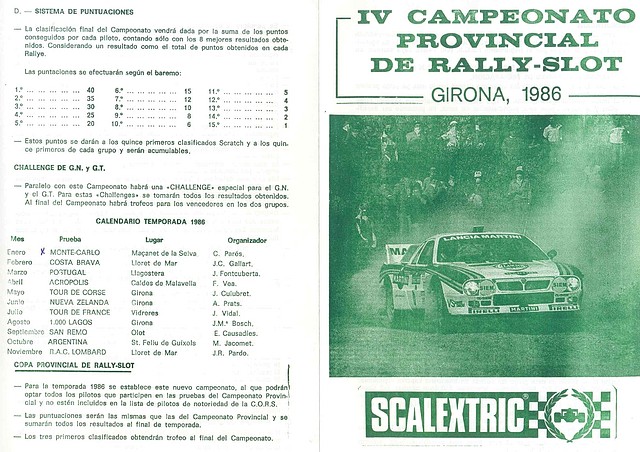 D. — SISTEMA DE PUNTUACIONES
— La clasificación final del Campeonato vendrá dada por la suma de los puntos
conseguidos por cada piloto, contando sólo con los 8 mejores resultados obte-
nidos. Considerando un resultado como el total de puntos obtenidos en cada
Rallye.
Las puntaciones se efectuarán según el baremo:
1.º ... ... ... ... ... 40 6.º ... ... ... ... ... 15 11.º ... ... ... ... ... 5
2.º ... ... ... ... ... 35 7.º ... ... ... ... ... 12 12.º ... ... ... ... ... 4
3.º ... ... ... ... ... 30 8.º ... ... ... ... ... 10 13.º ... ... ... ... ... 3
4.º ... ... ... ... ... 25 9.º ... ... ... ... ... 8 14.º ... ... ... ... ... 2
5.º ... ... ... ... ... 20 10.º ... ... ... ... ... 6 15.º ... ... ... ... ... 1
— Estos puntos se darán a los quince primeros clasificados Scratch y a los quin-
ce primeros de cada grupo y serán acumulables.
CHALLENGE DE G.N. y G.T.
— Parzlelo con este Campeonato habrá una «CHALLENGE» especial para el G.N.
y el G.T. Para estas «Challenges» se tomarán todos los resultados obtenidos.
Al final del Campeonato habrá trofeos para los vencedores en los dos grupos.
CALENDARIO TEMPORADA 1986
Mes Prueba Lugar Organizador
Enero x MONTE-CARLO Maçanet de la Selva C. Parés.
Febrero COSTA BRAVA Lloret de Mar J.C. Gallart.
Marzo PORTUGAL Llagostera J. Fontcuberta.
Abril ACROPOLIS Caldes de Malavella F. Vea.
Mayo TOUR DE CORSE Girona J. Culubret.
Junio NUEVA ZELANDA Girona A. Prats.
Julio TOUR DE FRANCE Vidreres J. Vidal.
Agosto 1.000 LAGOS Girona J.M.ª Bosch.
Septiembre SAN REMO Olot E. Causadíes.
Octubre ARGENTINA St. Feliu de Guíxols M. Jacomet.
Noviembre R.A.C. LOMBARD Lloret de Mar J.R. Pardo.
COPA PROVINCIAL DE RALLY-SLOT
— Para la temporada 1986 se establece este nuevo campeonato, al que podrán
optar todos los pilotos que participen en las pruebas del Campeonato Provin-
cial y no estén incluidos en la lista de pilotos de notoriedad de la C.O.R.S.
— Las puntuaciones serán las mismas que las del Campeonato Provincial y se
sumarán todos los resultados al final de temporada.
— Los tres primeros clasificados obtendrán trofeo al final del Campeonato.
IV CAMPEONATO
PROVINCIAL
DE RALLY-SLOT
GIRONA, 1986
LANCIA MARTINI
MA
SIEM
SIEM
PIRELLI
MARTINI
PIRELLI
SCALEXTRIC